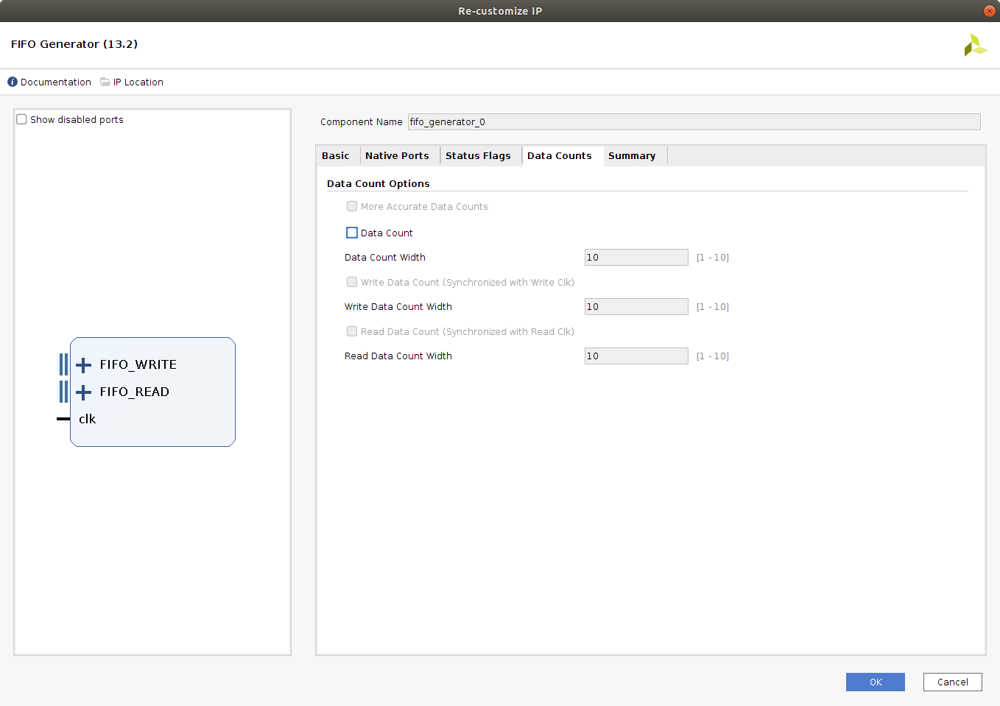 Re-customize IP
FIFO Generator (13.2)
Documentation IP Location
Show disabled ports
FIFO_WRITE
FIFO_READ
clk
Component Name fifo_generator_0
Basic Native Ports Status Flags Data Counts Summary
Data Count Options
More Accurate Data Counts
Data Count
Data Count Width 10 [1 - 10]
Write Data Count (Synchronized with Write Clk)
Write Data Count Width 10 [1 - 10]
Read Data Count (Synchronized with Read Clk)
Read Data Count Width 10 [1 - 10]
OK Cancel